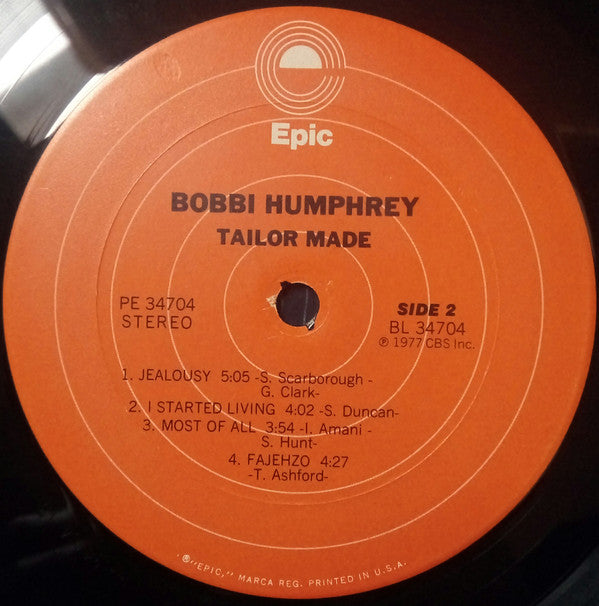 Epic
BOBBI HUMPHREY
TAILOR MADE
PE 34704
STEREO
SIDE 2
BL 34704
℗ 1977 CBS Inc.
1. JEALOUSY 5:05 -S. Scarborough -
G. Clark-
2. I STARTED LIVING 4:02 -S. Duncan-
3. MOST OF ALL 3:54 -I. Amani -
S. Hunt-
4. FAJEHZO 4:27
-T. Ashford-
®"EPIC," MARCA REG. PRINTED IN U.S.A.